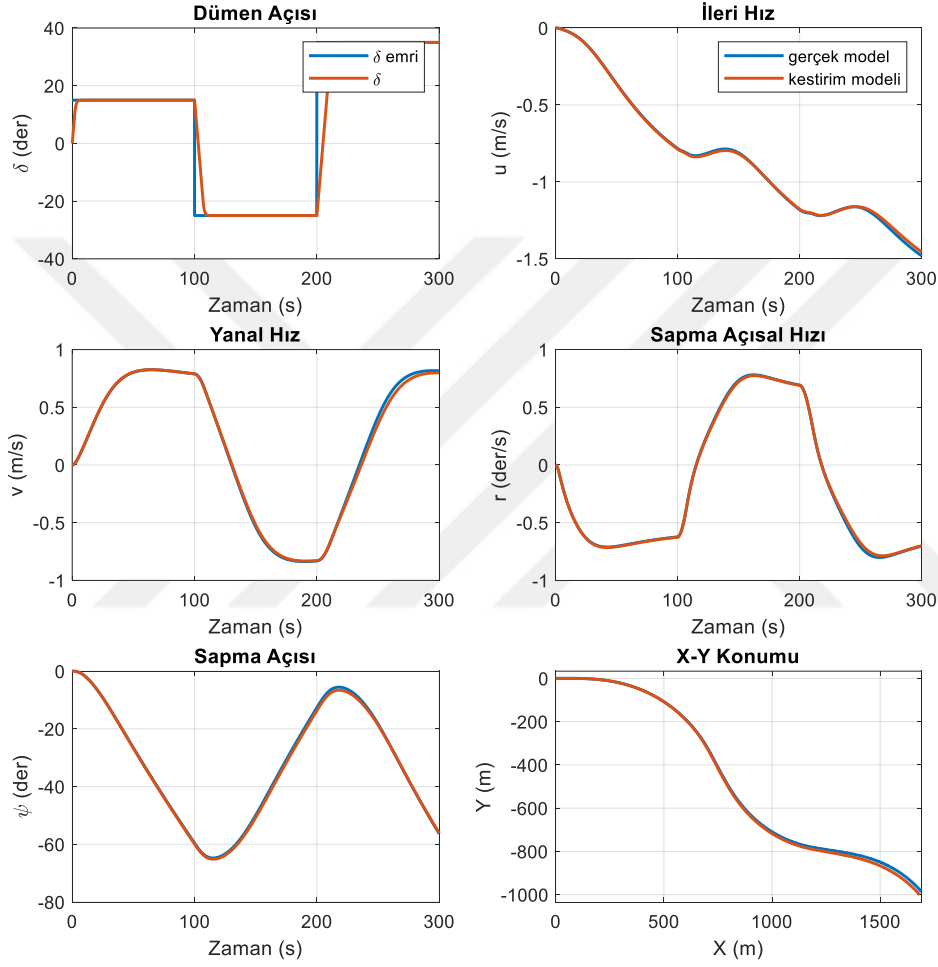 Dümen Açısı
δ (der)
40
20
0
-20
-40
0
100
200
300
Zaman (s)
δ emri
δ
İleri Hız
u (m/s)
0
-0.5
-1
-1.5
0
100
200
300
Zaman (s)
gerçek model
kestirim modeli
Yanal Hız
v (m/s)
1
0.5
0
-0.5
-1
0
100
200
300
Zaman (s)
Sapma Açısal Hızı
r (der/s)
1
0.5
0
-0.5
-1
0
100
200
300
Zaman (s)
Sapma Açısı
ψ (der)
0
-20
-40
-60
-80
0
100
200
300
Zaman (s)
X-Y Konumu
Y (m)
0
-200
-400
-600
-800
-1000
0
500
1000
1500
X (m)